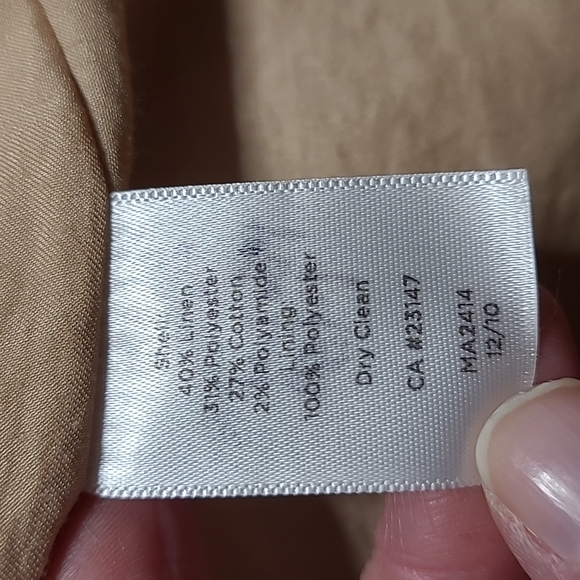 Shell:
40% Linen
31% Polyester
27% Cotton
2% Polyamide
Lining:
100% Polyester
Dry Clean
CA #23147
MA2414
12/10